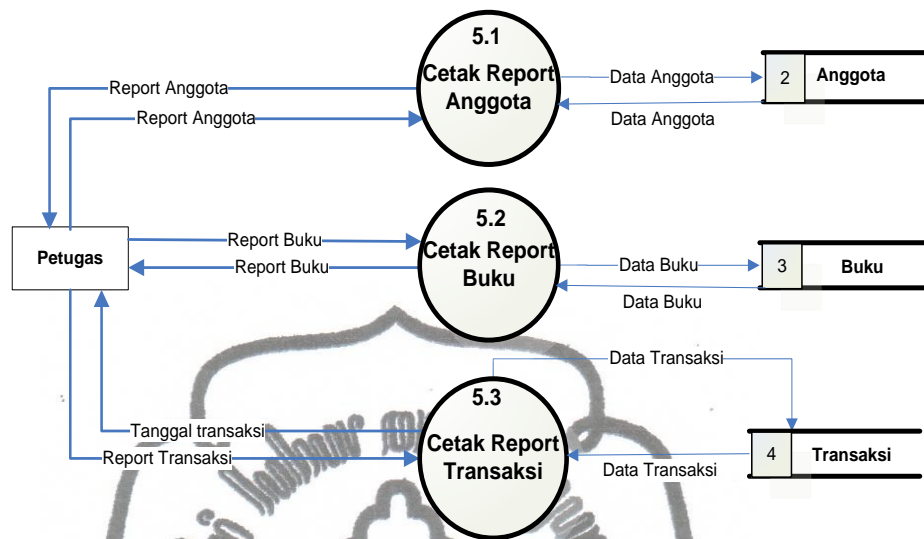 5.1
Cetak Report
Anggota
Report Anggota
Report Anggota
Data Anggota
Data Anggota
2
Anggota
Petugas
5.2
Cetak Report
Buku
Report Buku
Report Buku
Data Buku
Data Buku
3
Buku
5.3
Cetak Report
Transaksi
Data Transaksi
Tanggal transaksi
Report Transaksi
Data Transaksi
4
Transaksi